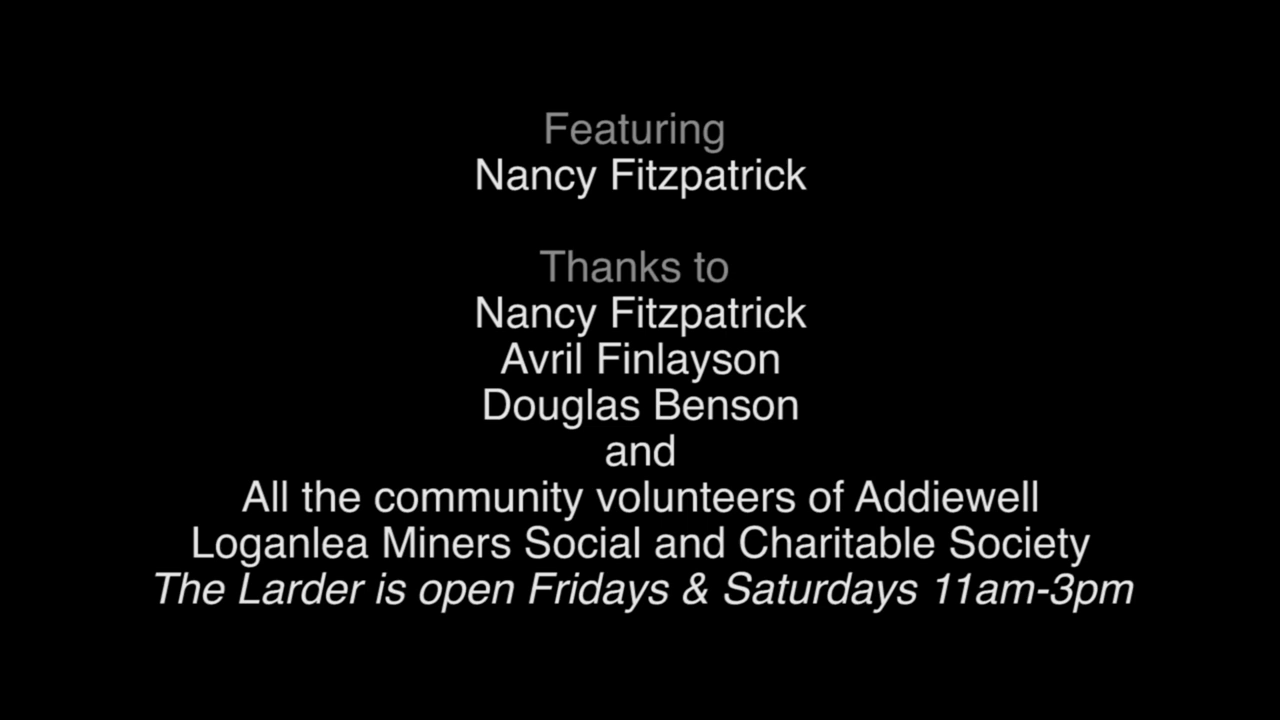 Featuring
Nancy Fitzpatrick
Thanks to
Nancy Fitzpatrick
Avril Finlayson
Douglas Benson
and
All the community volunteers of Addiewell
Loganlea Miners Social and Charitable Society
The Larder is open Fridays & Saturdays 11am-3pm